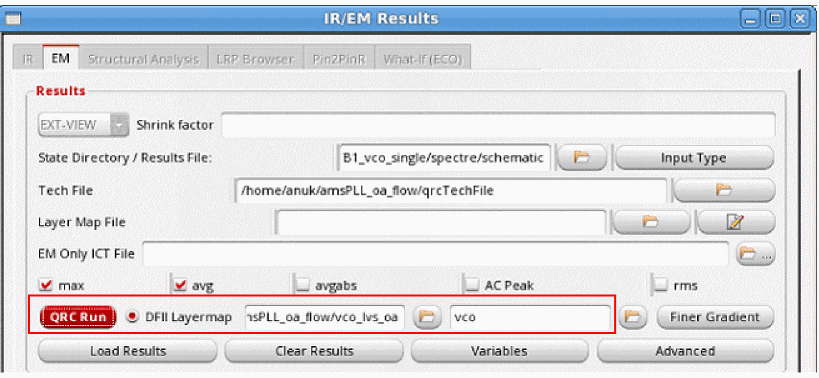 IR/EM Results
IR EM Structural Analysis LRP Browser Pin2PinR What-If (ECO)
Results
EXT-VIEW Shrink factor
State Directory / Results File: B1_vco_single/spectre/schematic Input Type
Tech File /home/anuk/amsPLL_oa_flow/qrcTechFile
Layer Map File
EM Only ICT File ...
max avg avgabs AC Peak rms
QRC Run DFII Layermap ısPLL_oa_flow/vco_lvs_oa vco Finer Gradient
Load Results Clear Results Variables Advanced